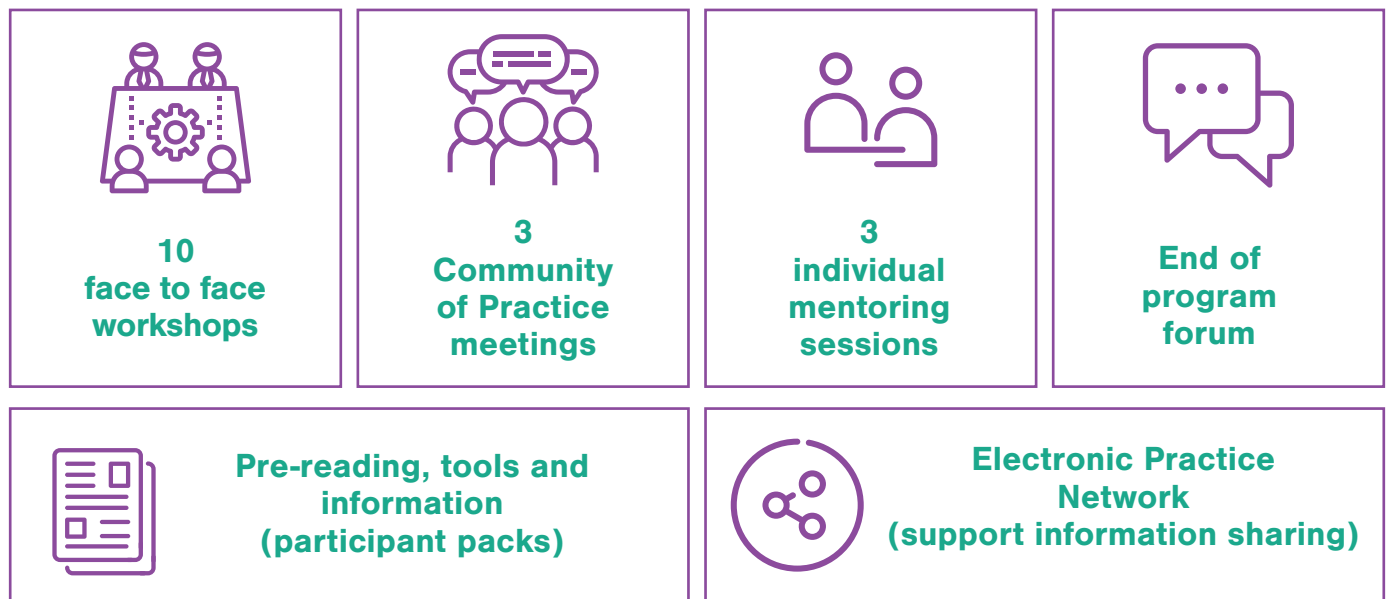 10
face to face
workshops
3
Community
of Practice
meetings
3
individual
mentoring
sessions
End of
program
forum
Pre-reading, tools and
information
(participant packs)
Electronic Practice
Network
(support information sharing)